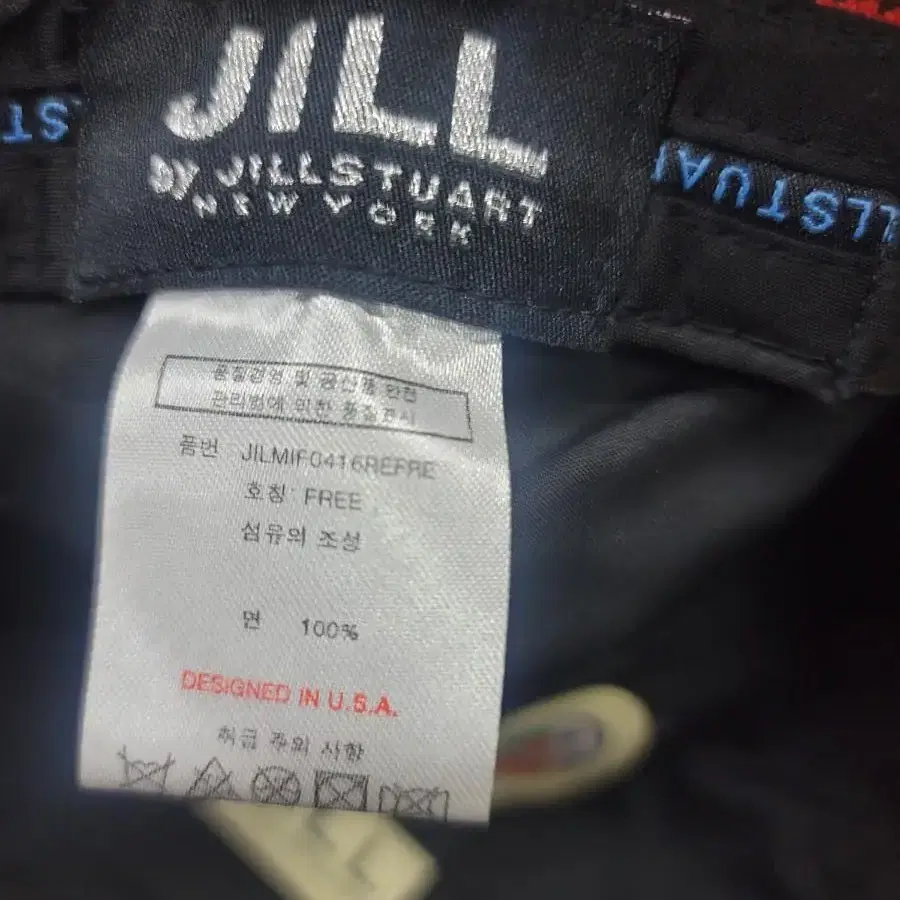 JILL
by JILLSTUART
NEW YORK
LST
LLSTUA
품질경영 및 공산품 안전
관리법에 의한 품질표시
품번 JILMIF0416REFRE
호칭: FREE
섬유의 조성
면 100%
DESIGNED IN U.S.A.
취급 주의 사항